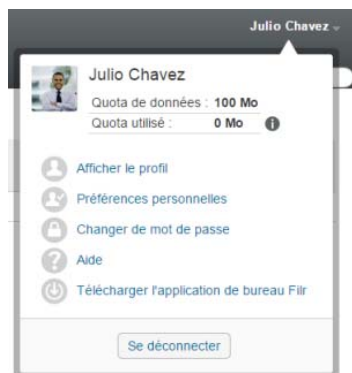 Julio Chavez
Julio Chavez
Quota de données : 100 Mo
Quota utilisé : 0 Mo
Afficher le profil
Préférences personnelles
Changer de mot de passe
Aide
Télécharger l'application de bureau Filr
Se déconnecter